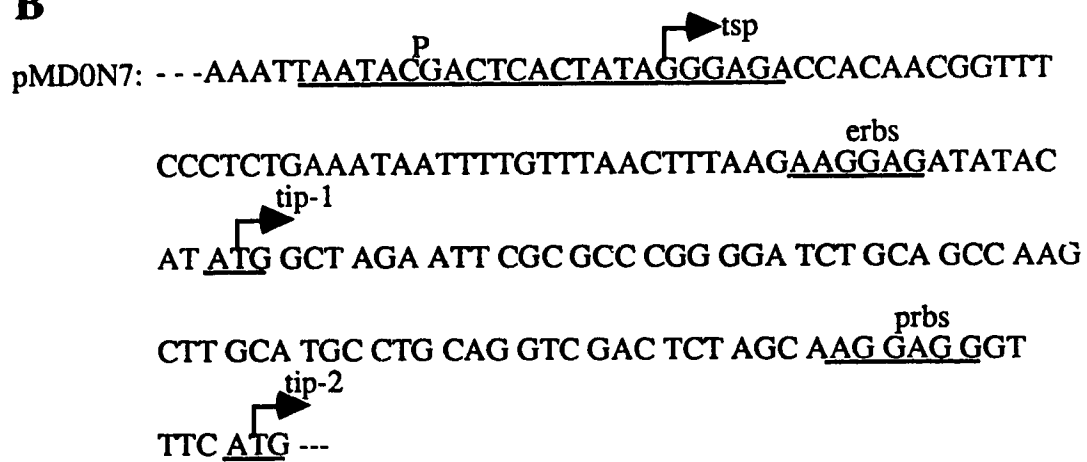 B
tsp
P
pMD0N7: - - -AAATTAATACGACTCACTATAGGGAGACCACAACGGTTT
erbs
CCCTCTGAAATAATTTTGTTTAACTTTAAGAAGGAGATATAC
tip-1
AT ATG GCT AGA ATT CGC GCC CGG GGA TCT GCA GCC AAG
prbs
CTT GCA TGC CTG CAG GTC GAC TCT AGC AAG GAG GGT
tip-2
TTC ATG ---